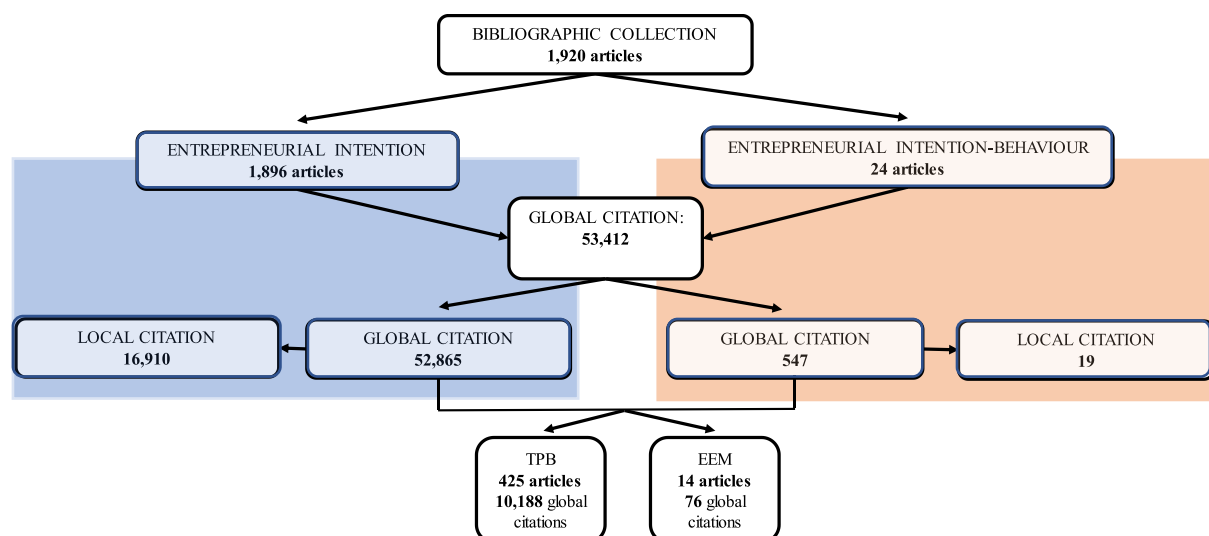 BIBLIOGRAPHIC COLLECTION
1,920 articles
ENTREPRENEURIAL INTENTION
1,896 articles
ENTREPRENEURIAL INTENTION-BEHAVIOUR
24 articles
GLOBAL CITATION:
53,412
LOCAL CITATION
16,910
GLOBAL CITATION
52,865
GLOBAL CITATION
547
LOCAL CITATION
19
TPB
425 articles
10,188 global
citations
EEM
14 articles
76 global
citations